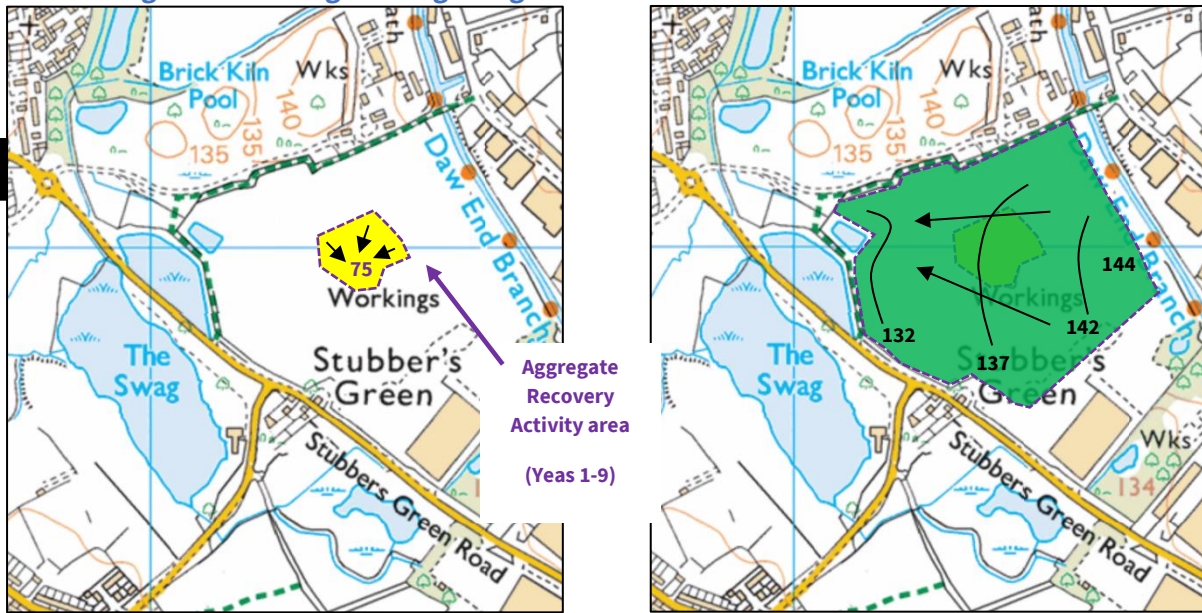 ath
Brick Kiln
Pool
Wks
140
135
135
Daw End Branch
75
Workings
The
Swag
Stubber's
Green
Stubbers Green Road
Aggregate
Recovery
Activity area
(Yeas 1-9)
ath
Brick Kiln
Pool
Wks
140
135
135
144
Workings
142
132
137
The
Swag
Stubber's
Green
Wks
134
Stubbers Green Road